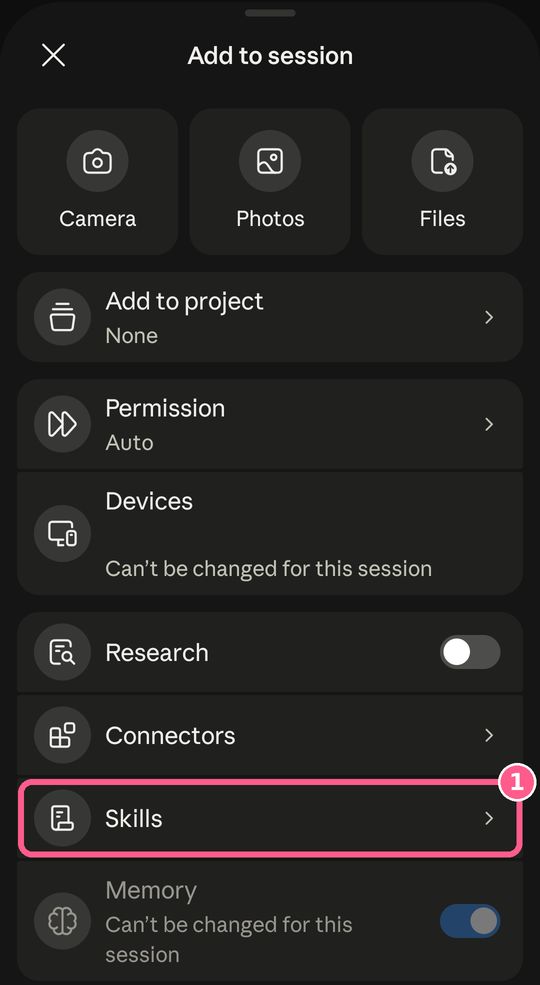 Add to session
Camera
Photos
Files
Add to project
None
Permission
Auto
Devices
Can’t be changed for this session
Research
Connectors
1
Skills
Memory
Can’t be changed for this
session